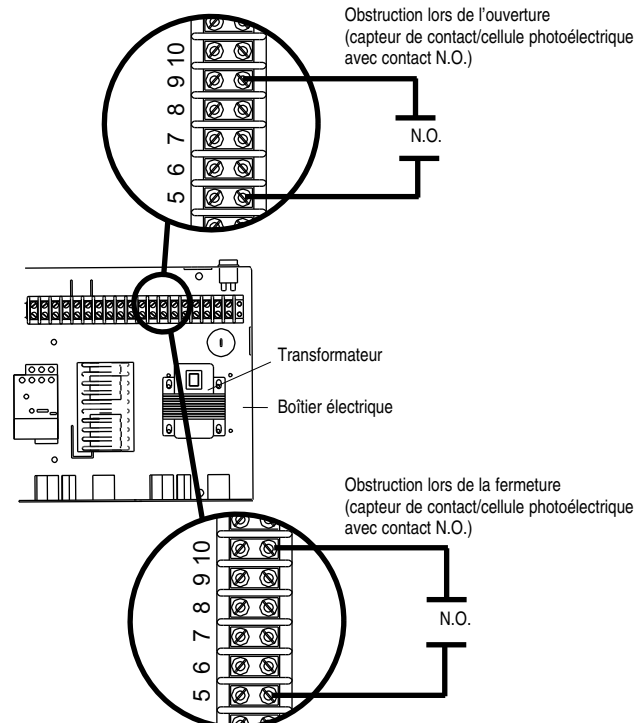 Obstruction lors de l'ouverture
(capteur de contact/cellule photoélectrique
avec contact N.O.)
10
9
8
7
6
5
N.O.
Transformateur
Boîtier électrique
Obstruction lors de la fermeture
(capteur de contact/cellule photoélectrique
avec contact N.O.)
10
9
8
7
6
5
N.O.